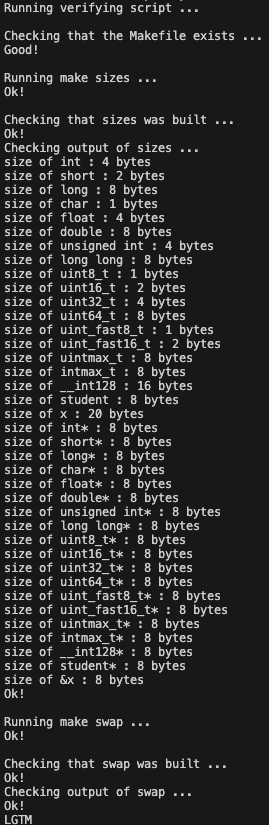 Running verifying script ...
Checking that the Makefile exists ...
Good!
Running make sizes ...
Ok!
Checking that sizes was built ...
Ok!
Checking output of sizes ...
size of int : 4 bytes
size of short : 2 bytes
size of long : 8 bytes
size of char : 1 bytes
size of float : 4 bytes
size of double : 8 bytes
size of unsigned int : 4 bytes
size of long long : 8 bytes
size of uint8_t : 1 bytes
size of uint16_t : 2 bytes
size of uint32_t : 4 bytes
size of uint64_t : 8 bytes
size of uint_fast8_t : 1 bytes
size of uint_fast16_t : 2 bytes
size of uintmax_t : 8 bytes
size of intmax_t : 8 bytes
size of __int128 : 16 bytes
size of student : 8 bytes
size of x : 20 bytes
size of int* : 8 bytes
size of short* : 8 bytes
size of long* : 8 bytes
size of char* : 8 bytes
size of float* : 8 bytes
size of double* : 8 bytes
size of unsigned int* : 8 bytes
size of long long* : 8 bytes
size of uint8_t* : 8 bytes
size of uint16_t* : 8 bytes
size of uint32_t* : 8 bytes
size of uint64_t* : 8 bytes
size of uint_fast8_t* : 8 bytes
size of uint_fast16_t* : 8 bytes
size of uintmax_t* : 8 bytes
size of intmax_t* : 8 bytes
size of __int128* : 8 bytes
size of student* : 8 bytes
size of &x : 8 bytes
Ok!
Running make swap ...
Ok!
Checking that swap was built ...
Ok!
Checking output of swap ...
Ok!
LGTM